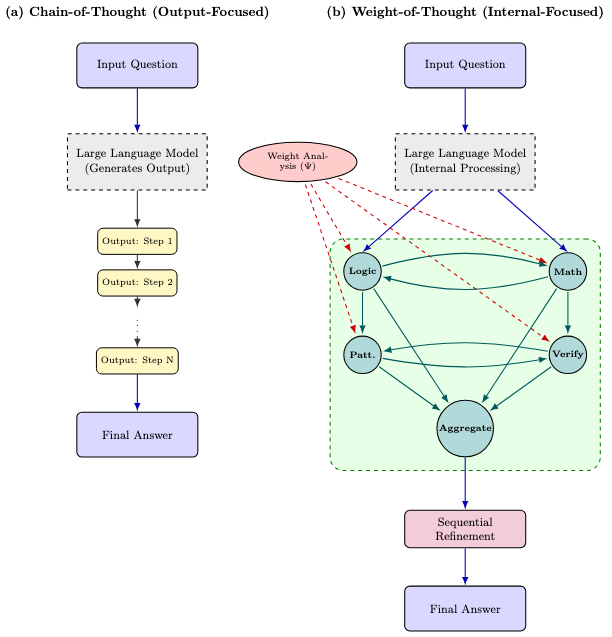 (a) Chain-of-Thought (Output-Focused)
Input Question
Large Language Model
(Generates Output)
Output: Step 1
Output: Step 2
Output: Step N
Final Answer
(b) Weight-of-Thought (Internal-Focused)
Input Question
Weight Anal-
ysis (Ψ)
Large Language Model
(Internal Processing)
Logic
Math
Patt.
Verify
Aggregate
Sequential
Refinement
Final Answer